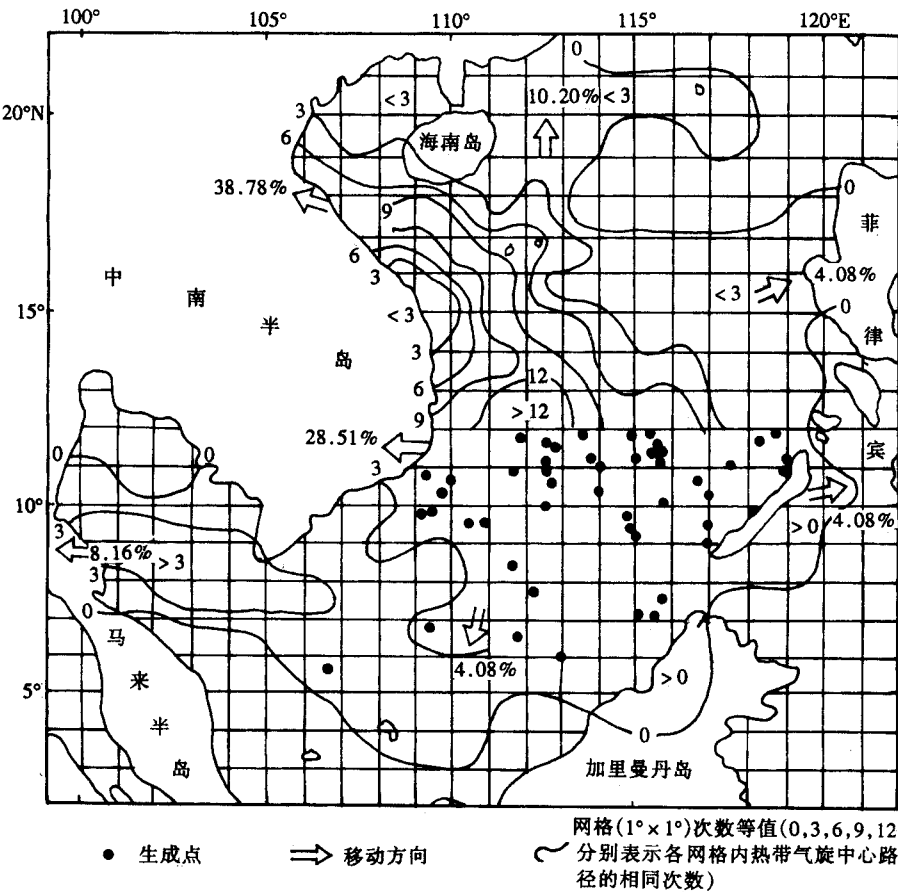 100° 105° 110° 115° 120°E
0
<3 10.20% <3
20°N 3
6 海南岛
38.78% 0 菲
9
6 中 3 4.08%
南 <3
15° <3 0
半 律
岛 3
12
6
>12
9
28.51% 宾
0 0 3
10°
3 >0 4.08%
8.16% >3
3
0
马
4.08%
来 >0
5°
半 0
岛 加里曼丹岛
网格(1°×1°)次数等值(0,3,6,9,12
生成点 移动方向 分别表示各网格内热带气旋中心路
径的相同次数)